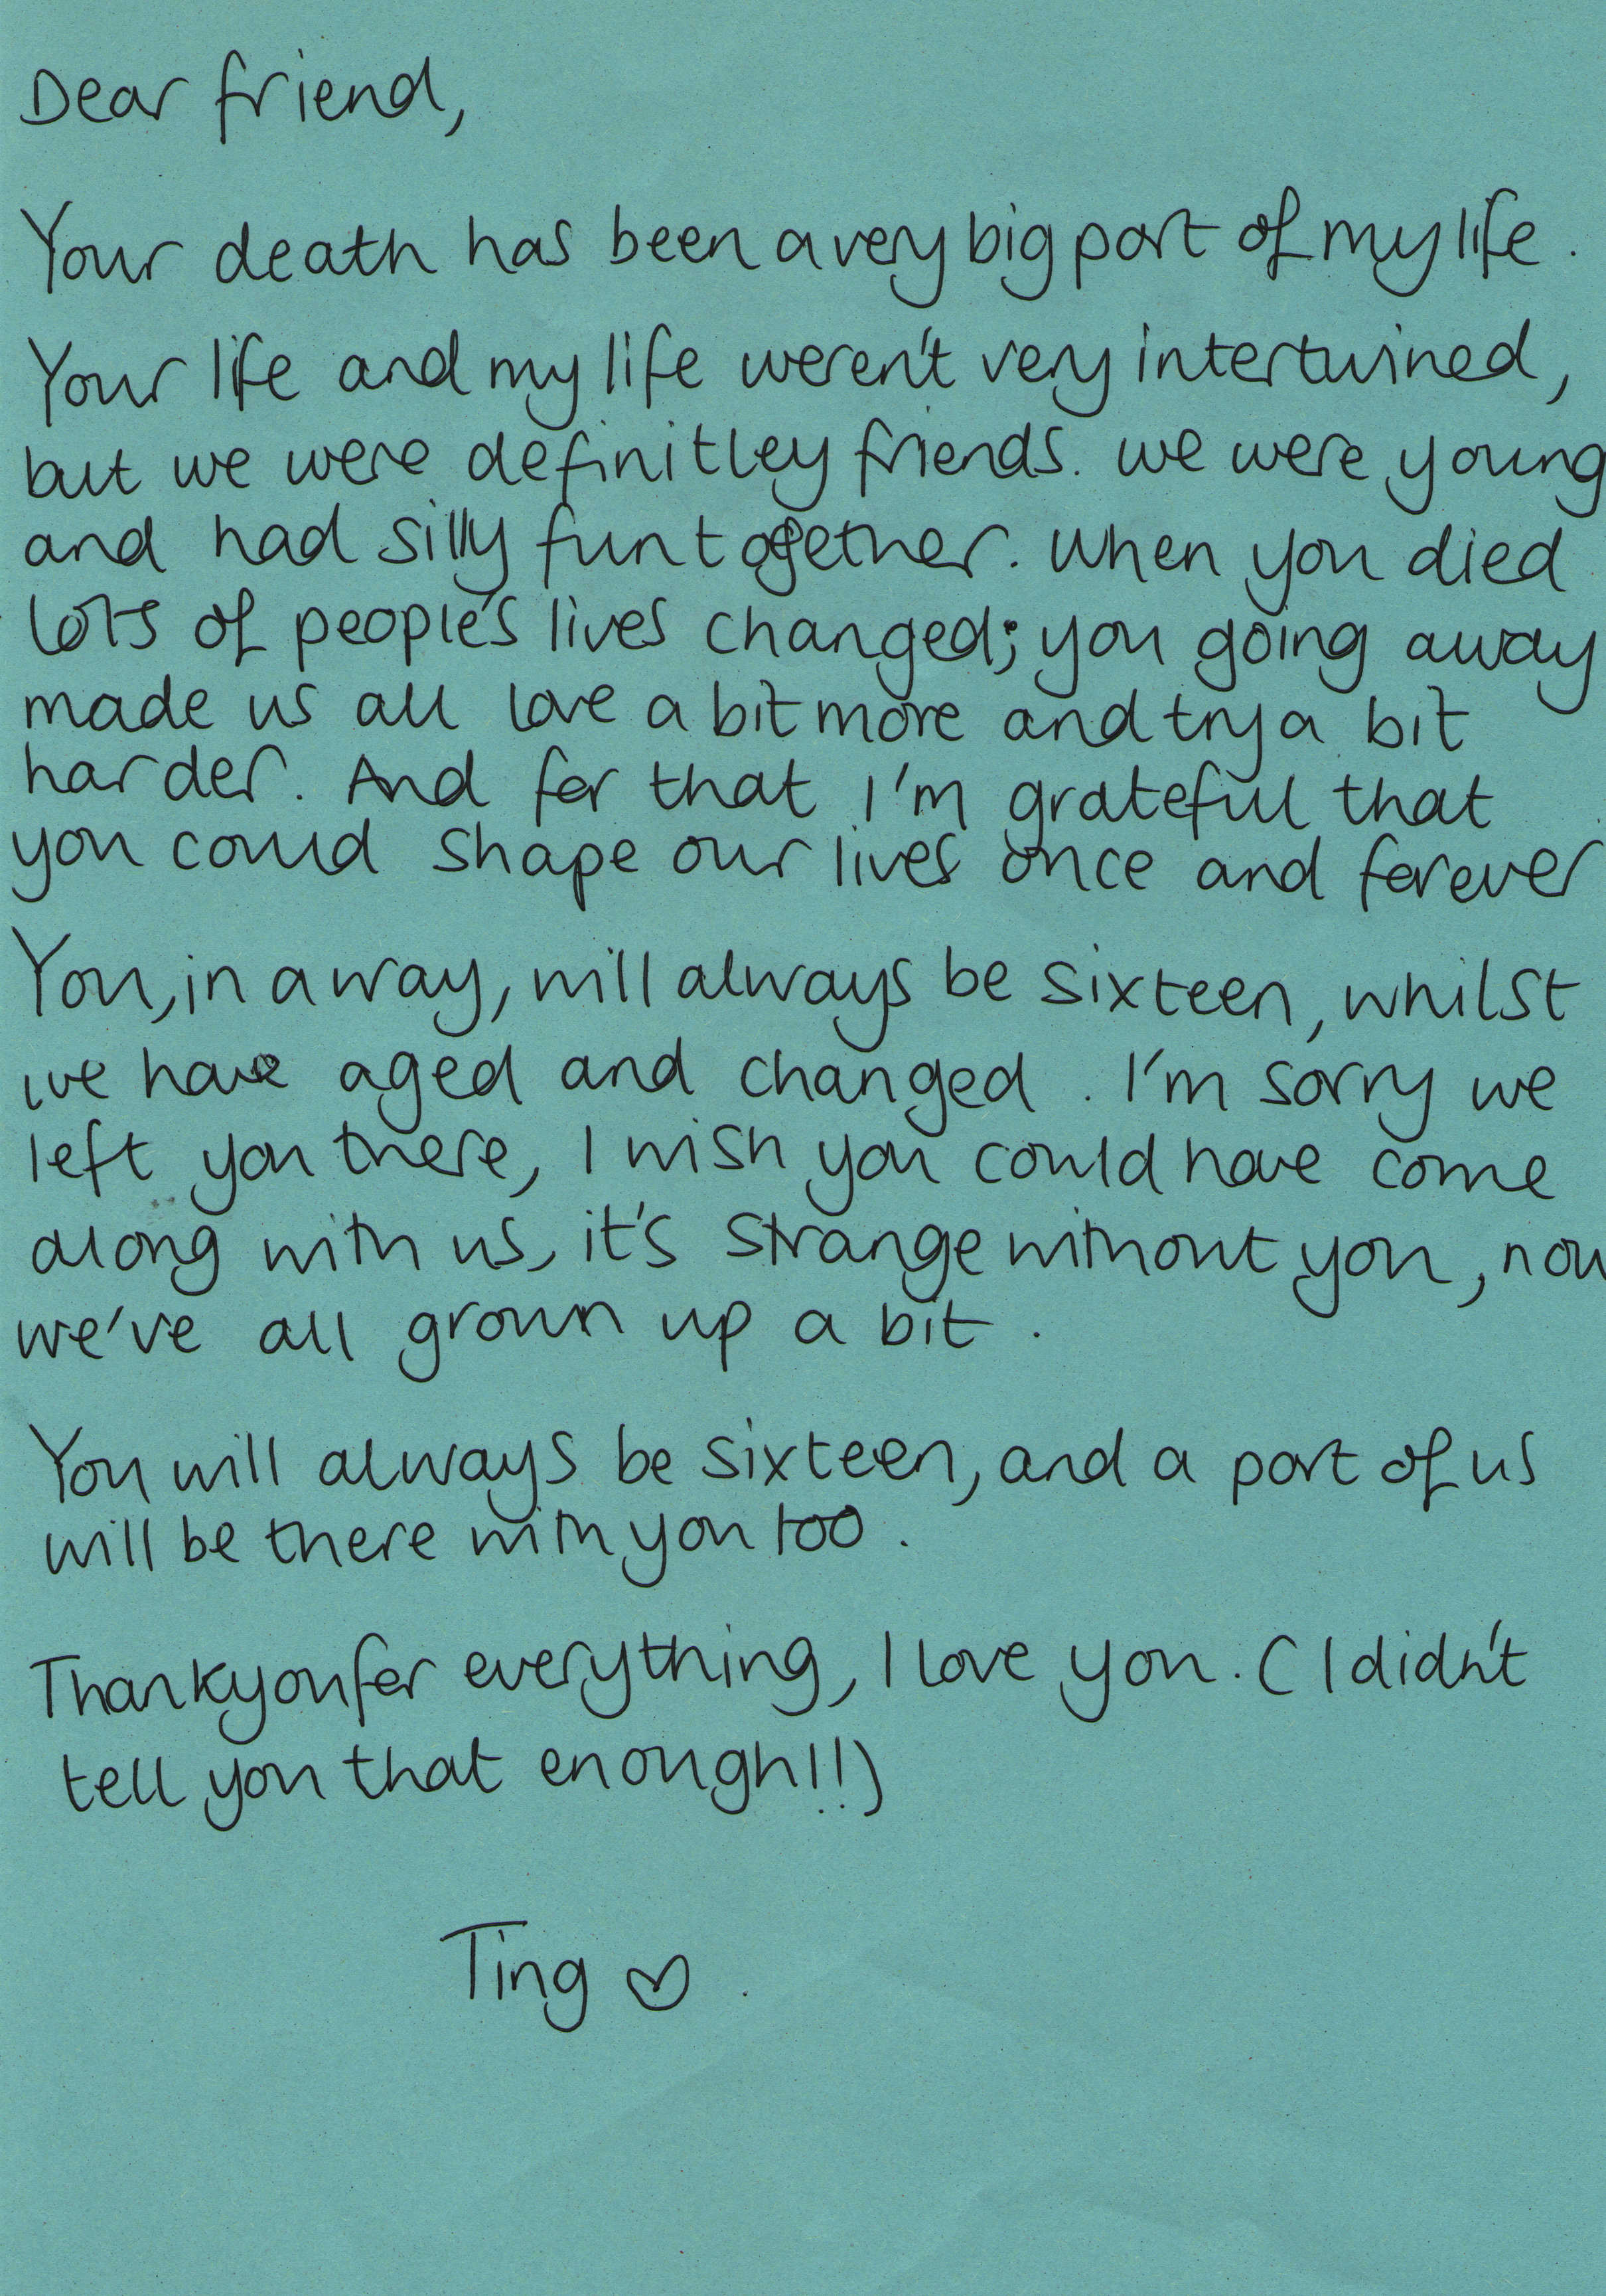 Dear friend,
Your death has been a very big part of my life.
Your life and my life weren't very intertwined,
but we were definitley friends. we were young
and had silly fun together. When you died
lots of people's lives changed; you going away
made us all love a bit more and try a bit
harder. And for that I'm grateful that
you could shape our lives once and forever
You, in a way, will always be sixteen, whilst
we have aged and changed. I'm sorry we
left you there, I wish you could have come
along with us, it's strange without you, now
we've all grown up a bit.
You will always be sixteen, and a part of us
will be there with you too.
Thankyou for everything, I love you. (I didn't
tell you that enough!!)
Ting ♡